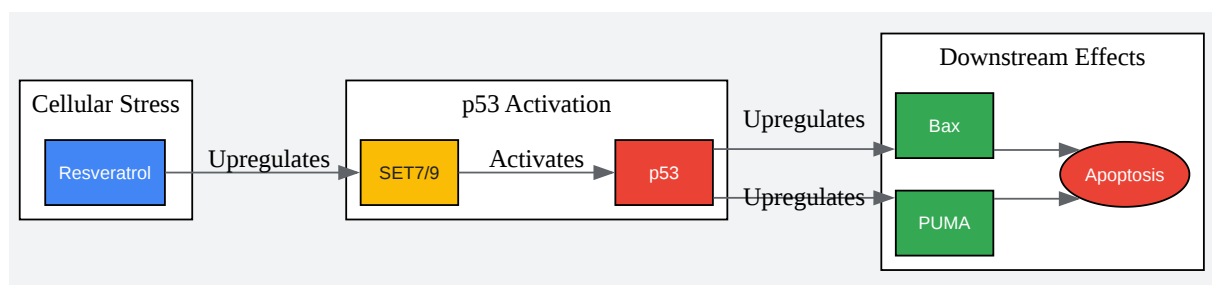 Cellular Stress
Resveratrol
Upregulates
p53 Activation
SET7/9
Activates
p53
Upregulates
Upregulates
Downstream Effects
Bax
PUMA
Apoptosis